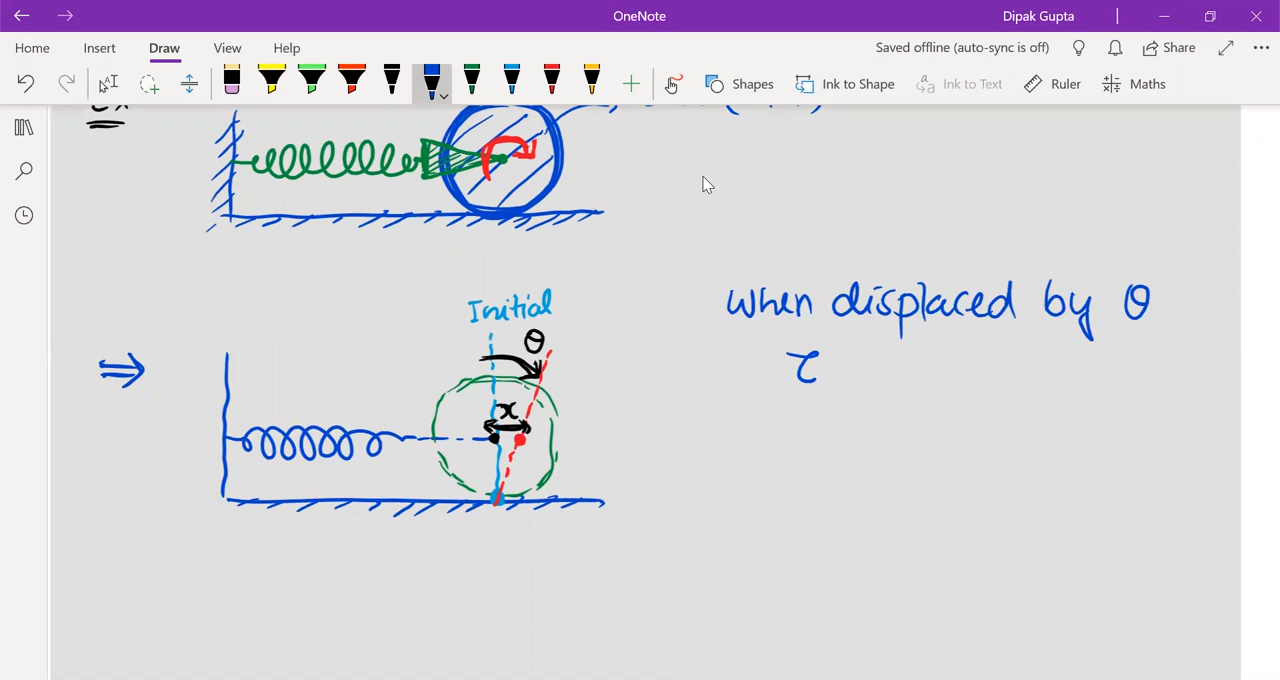 OneNote
Dipak Gupta
Home Insert Draw View Help
Saved offline (auto-sync is off) Share
Shapes Ink to Shape Ink to Text Ruler Maths
Initial
when displaced by θ
θ
τ
x